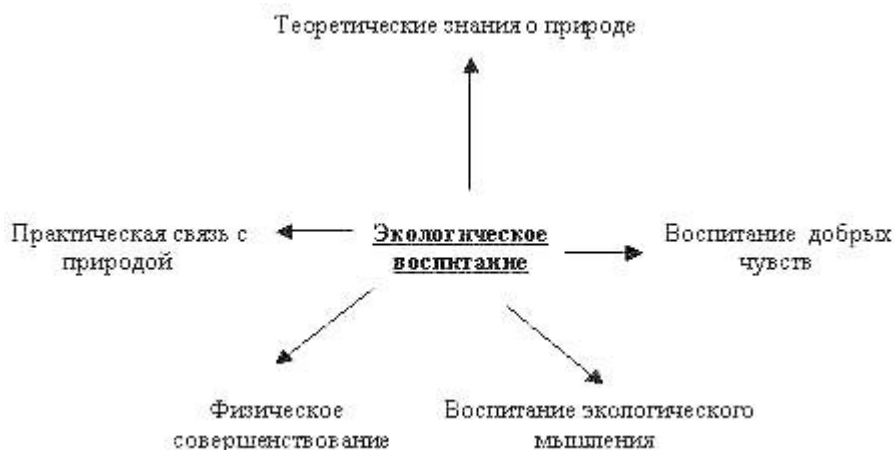 Теоретические знания о природе
Практическая связь с
природой
Экологическое
воспитание
Воспитание добрых
чувств
Физическое
совершенствование
Воспитание экологического
мышления